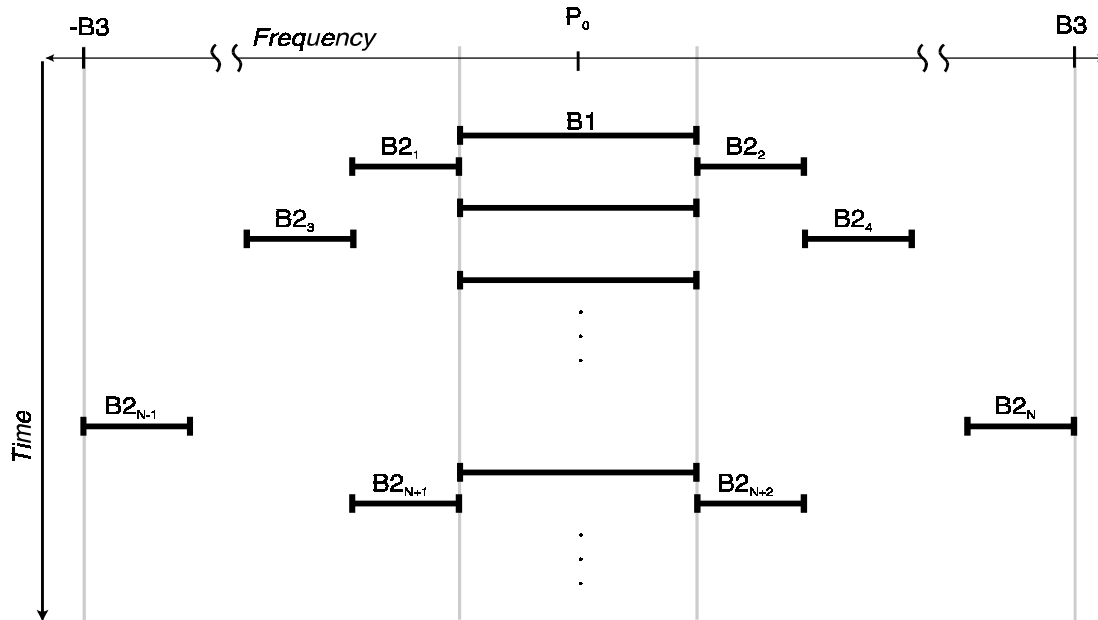 -B3 Frequency P₀ B3
B1
B2₁ B2₂
B2₃ B2₄
B2N-1 B2N
B2N+1 B2N+2
Time